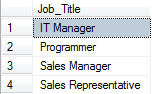 Job_Title
1 IT Manager
2 Programmer
3 Sales Manager
4 Sales Representative